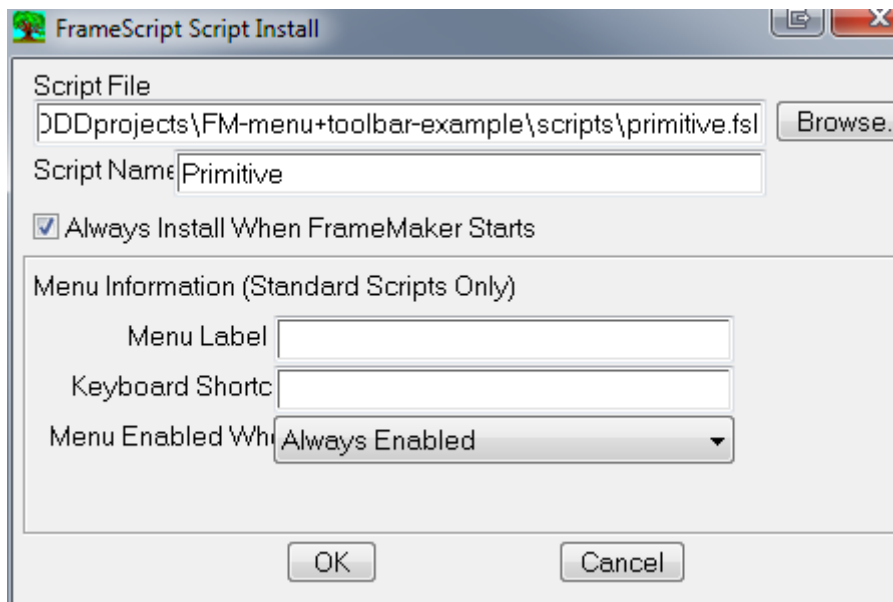 FrameScript Script Install
Script File
DDDprojects\FM-menu+toolbar-example\scripts\primitive.fsl Browse..
Script Name Primitive
Always Install When FrameMaker Starts
Menu Information (Standard Scripts Only)
Menu Label
Keyboard Shortc
Menu Enabled Whe Always Enabled
OK Cancel